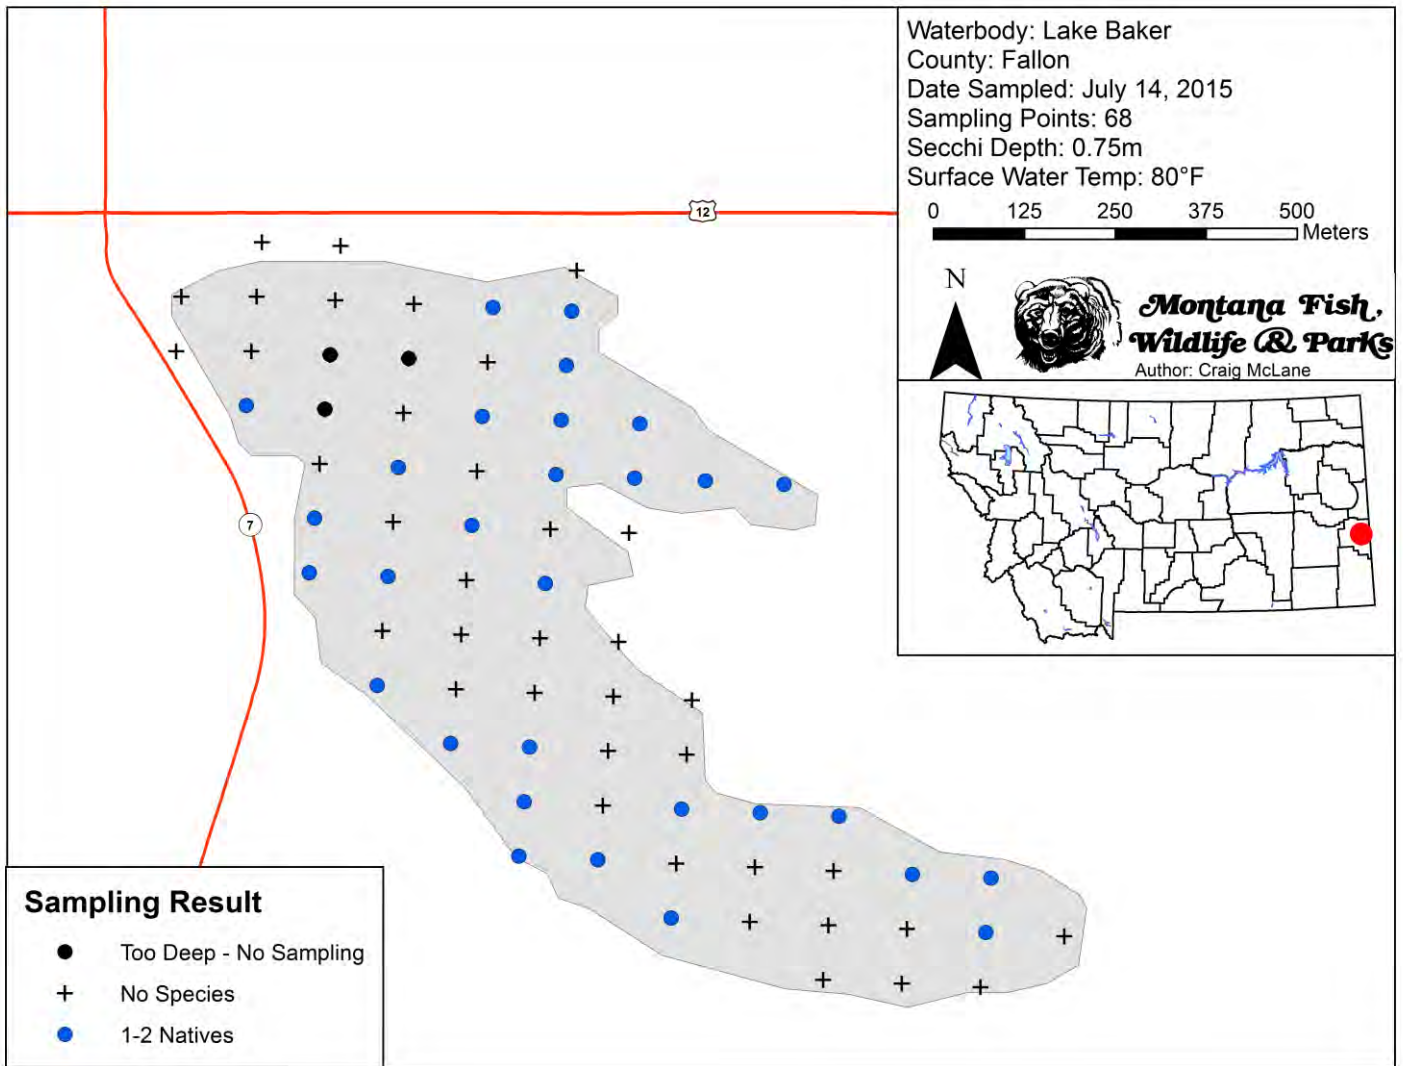 Waterbody: Lake Baker
County: Fallon
Date Sampled: July 14, 2015
Sampling Points: 68
Secchi Depth: 0.75m
Surface Water Temp: 80°F
0 125 250 375 500
Meters
N
Montana Fish,
Wildlife & Parks
Author: Craig McLane
12
7
Sampling Result
Too Deep - No Sampling
No Species
1-2 Natives